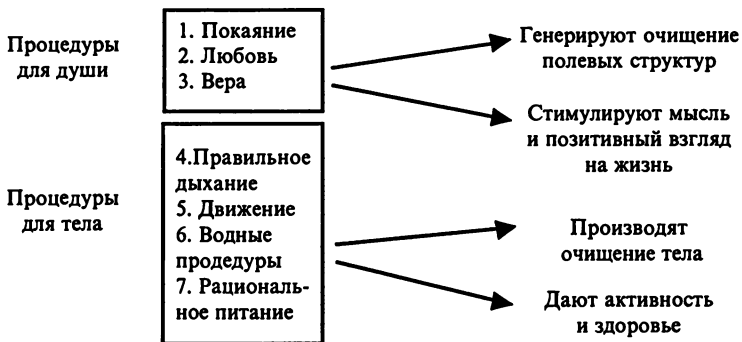 Процедуры
для души
1. Покаяние
2. Любовь
3. Вера
Генерируют очищение
полевых структур
Стимулируют мысль
и позитивный взгляд
на жизнь
Процедуры
для тела
4.Правильное
дыхание
5. Движение
6. Водные
продедуры
7. Рациональ-
ное питание
Производят
очищение тела
Дают активность
и здоровье